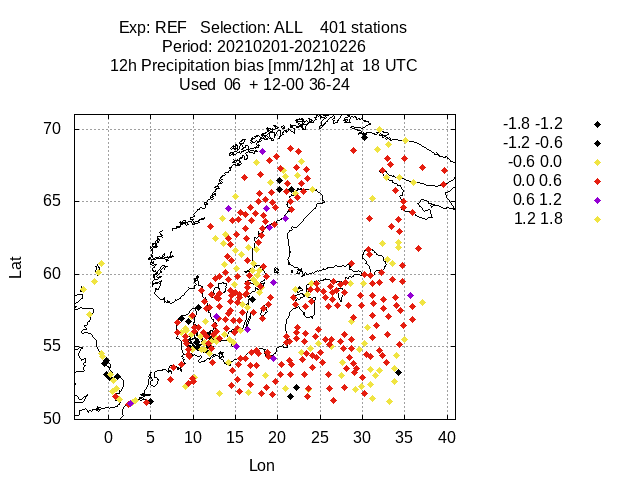 Exp: REF   Selection: ALL    401 stations
Period: 20210201-20210226
12h Precipitation bias [mm/12h] at  18 UTC
Used  06  + 12-00 36-24
-1.8 -1.2
-1.2 -0.6
-0.6 0.0
0.0 0.6
0.6 1.2
1.2 1.8
70
65
60
55
50
Lat
0 5 10 15 20 25 30 35 40
Lon